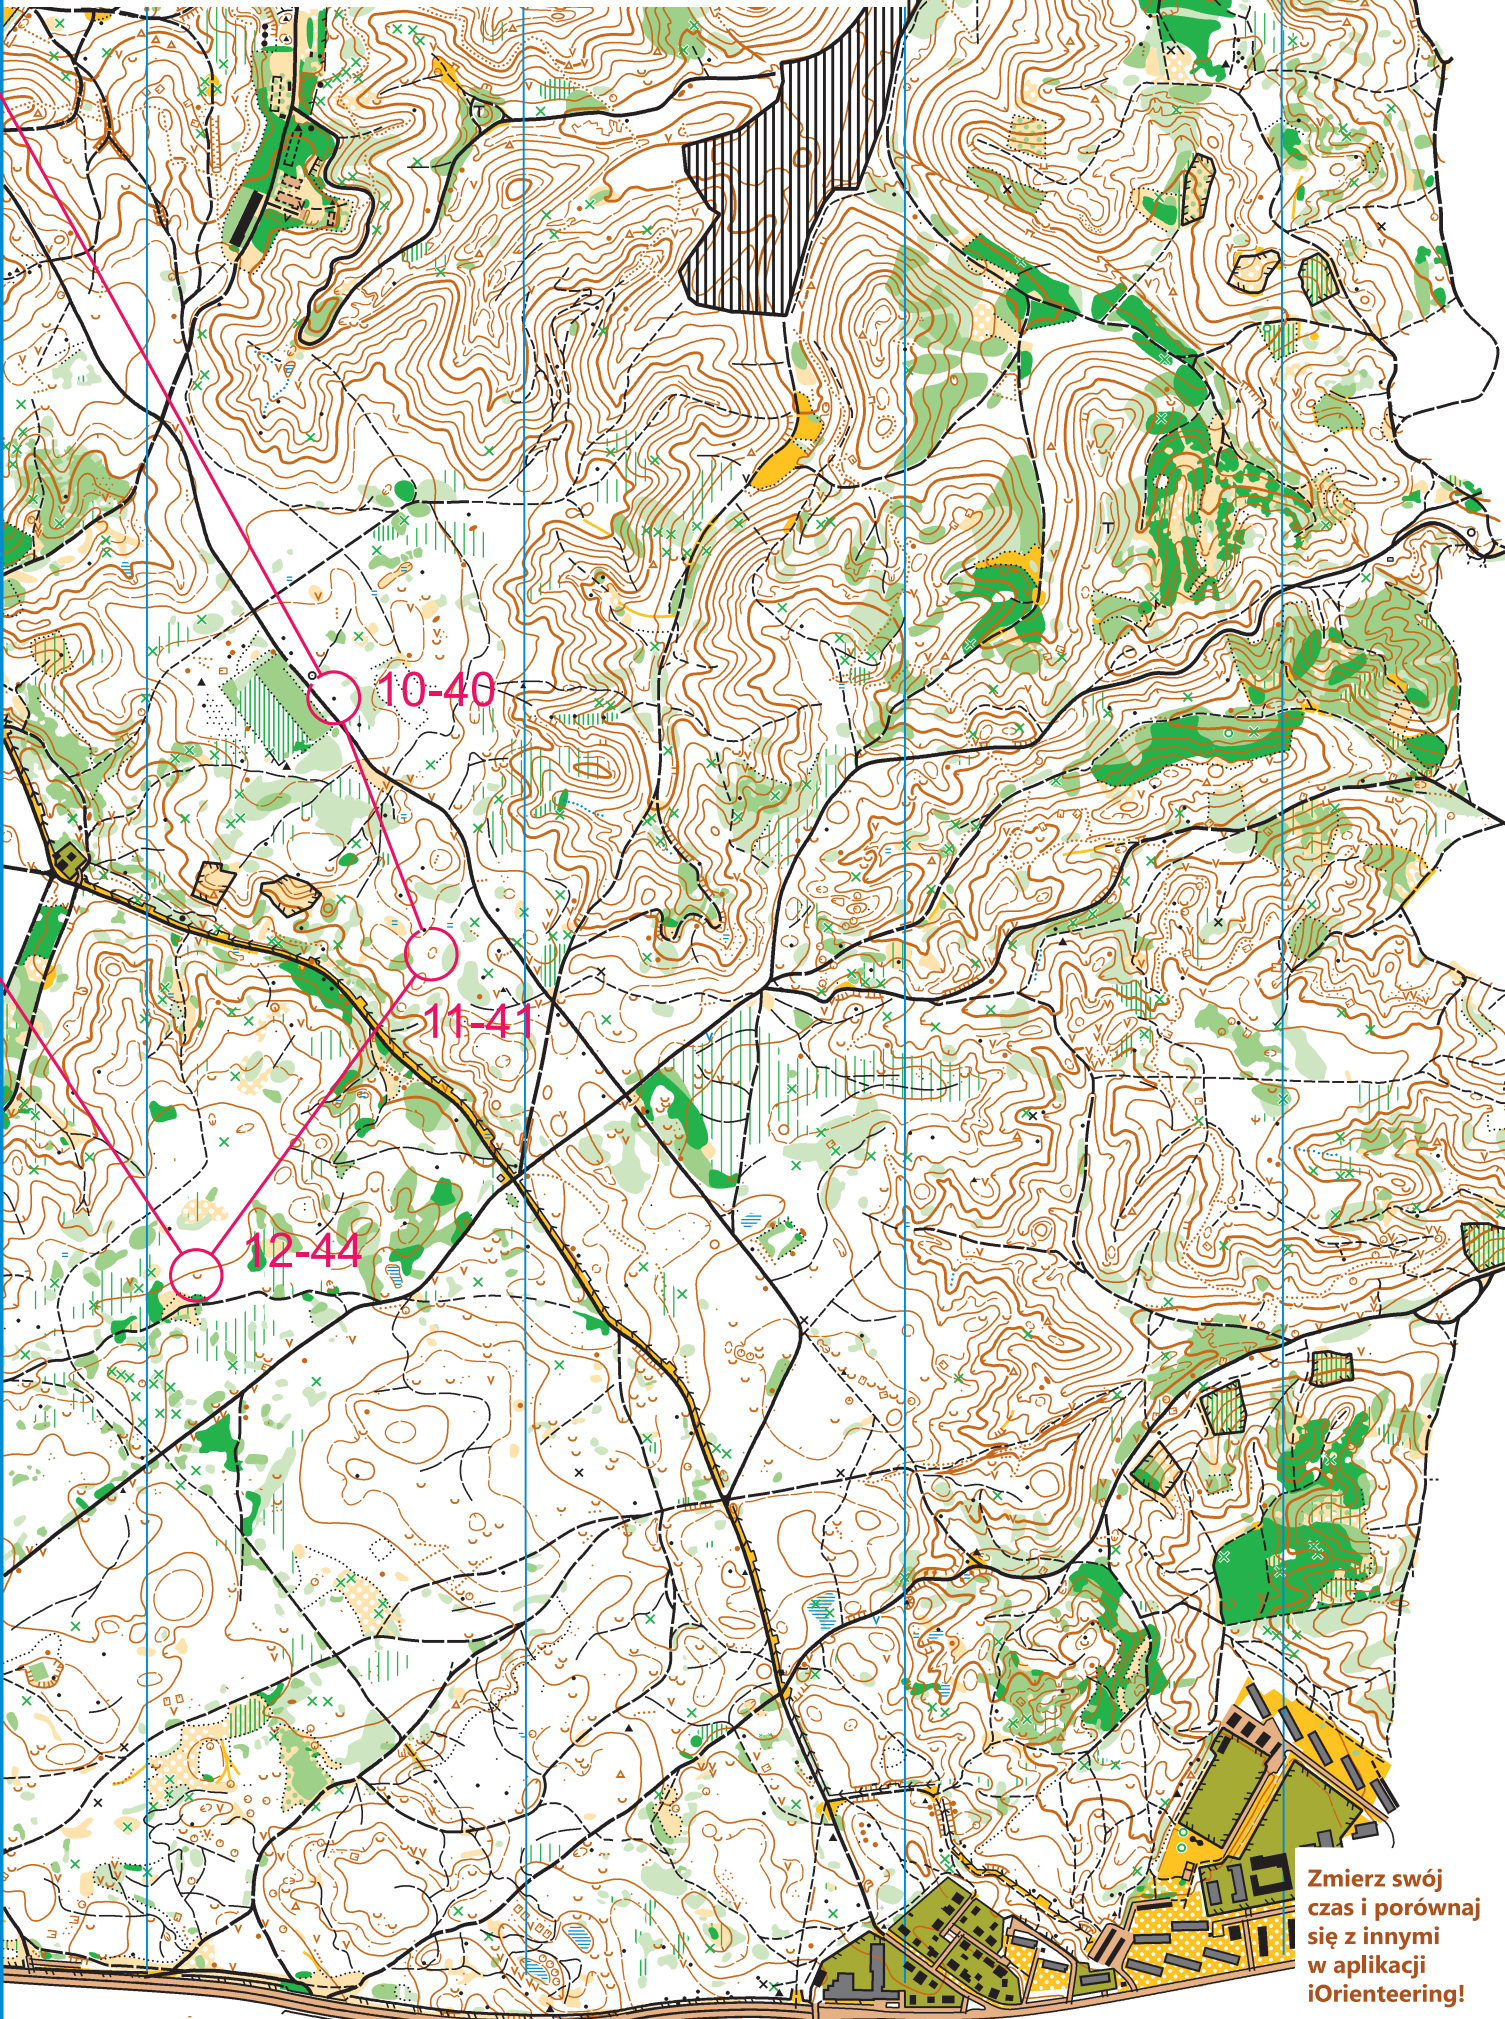 10-40
11-41
12-44
Zmierz swój
czas i porównaj
się z innymi
w aplikacji
iOrienteering!